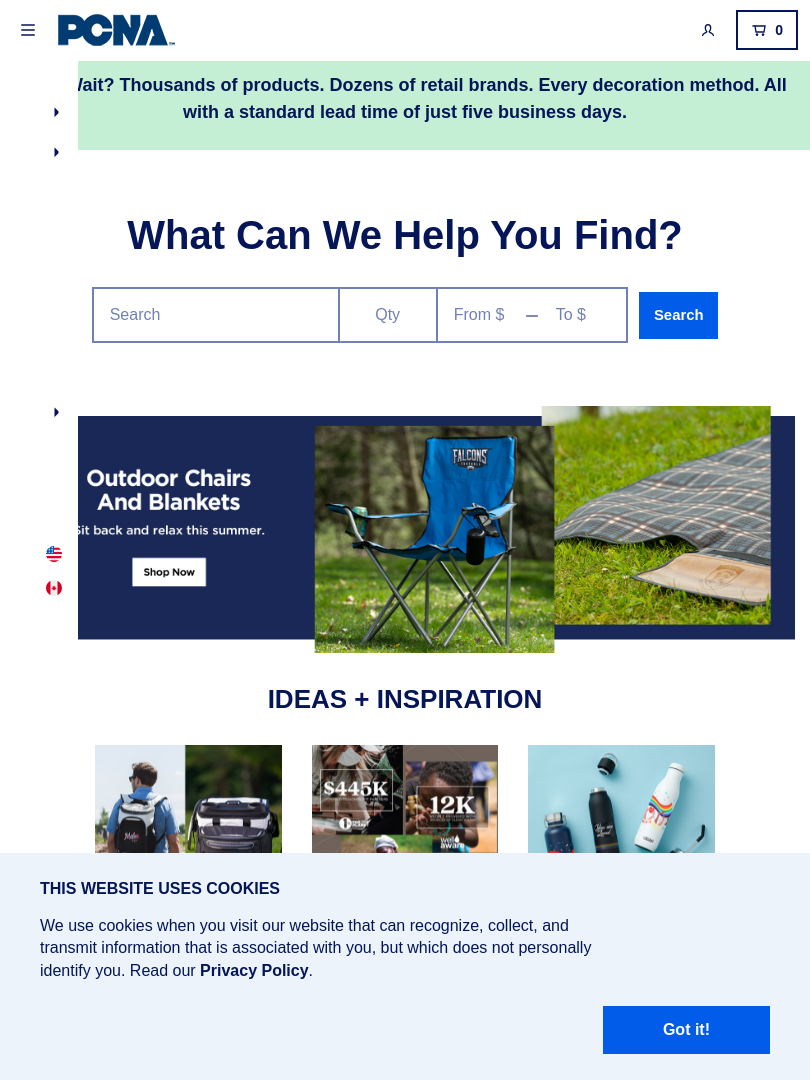 PCNA
0
Wait? Thousands of products. Dozens of retail brands. Every decoration method. All
with a standard lead time of just five business days.
What Can We Help You Find?
Search
Qty
From $
—
To $
Search
Outdoor Chairs
And Blankets
Sit back and relax this summer.
Shop Now
FALCONS
IDEAS + INSPIRATION
$445K
12K
well
aware
THIS WEBSITE USES COOKIES
We use cookies when you visit our website that can recognize, collect, and
transmit information that is associated with you, but which does not personally
identify you. Read our Privacy Policy.
Got it!